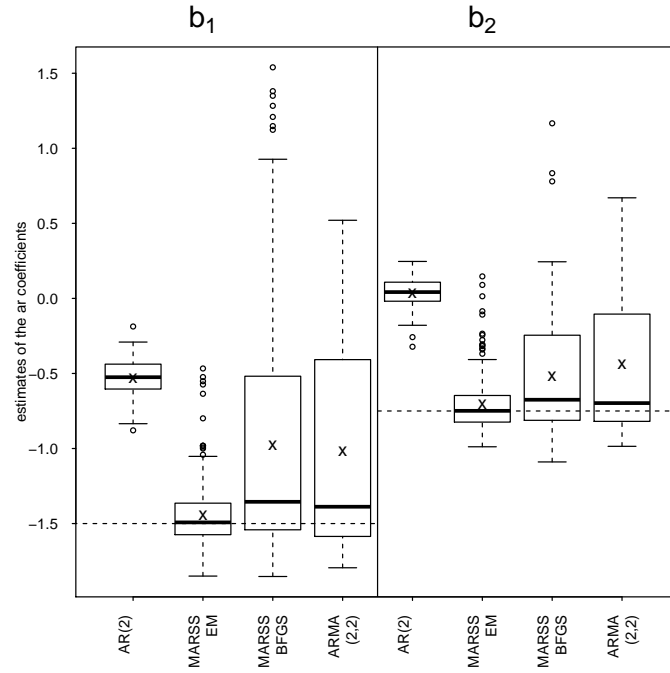 b1
b2
estimates of the ar coefficients
1.5
1.0
0.5
0.0
−0.5
−1.0
−1.5
AR(2)
MARSS
EM
MARSS
BFGS
ARMA
(2,2)
AR(2)
MARSS
EM
MARSS
BFGS
ARMA
(2,2)